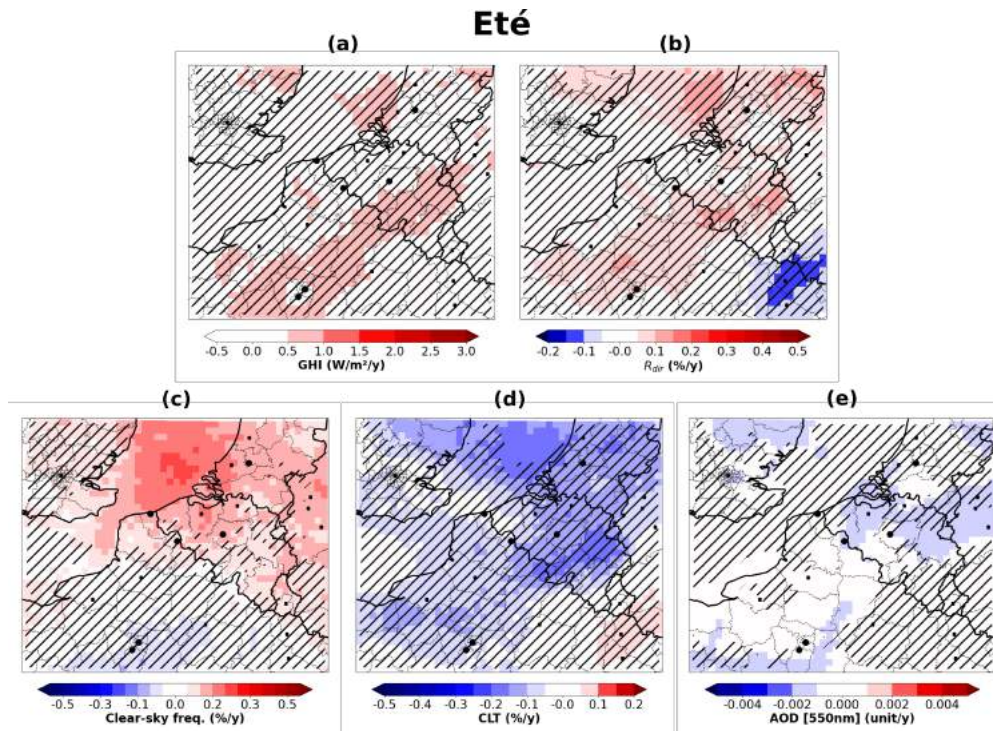 Eté
(a) (b)
-0.5 0.0 0.5 1.0 1.5 2.0 2.5 3.0
GHI (W/m²/y)
-0.2 -0.1 -0.1 -0.0 0.1 0.2 0.3 0.4 0.5
R_dir (%/y)
(c) (d) (e)
-0.5 -0.3 -0.1 0.0 0.2 0.3 0.5
Clear-sky freq. (%/y)
-0.5 -0.4 -0.3 -0.2 -0.1 0.0 0.1 0.2
CLT (%/y)
-0.004 -0.002 0.000 0.002 0.004
AOD [550nm] (unit/y)